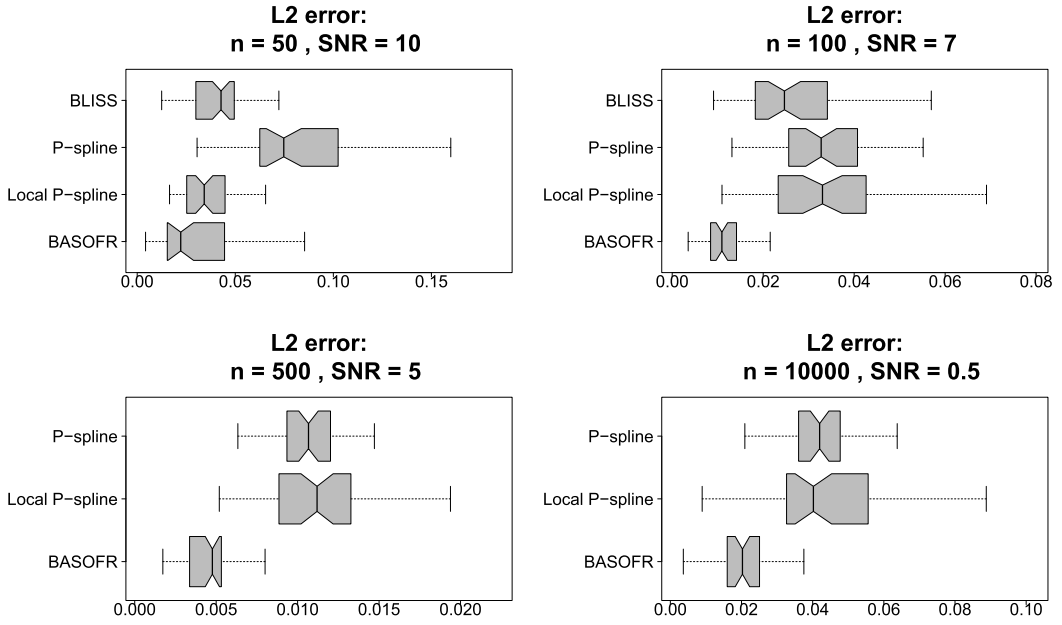 L2 error:
n = 50 , SNR = 10
BLISS
P−spline
Local P−spline
BASOFR
0.00 0.05 0.10 0.15
L2 error:
n = 100 , SNR = 7
BLISS
P−spline
Local P−spline
BASOFR
0.00 0.02 0.04 0.06 0.08
L2 error:
n = 500 , SNR = 5
P−spline
Local P−spline
BASOFR
0.000 0.005 0.010 0.015 0.020
L2 error:
n = 10000 , SNR = 0.5
P−spline
Local P−spline
BASOFR
0.00 0.02 0.04 0.06 0.08 0.10